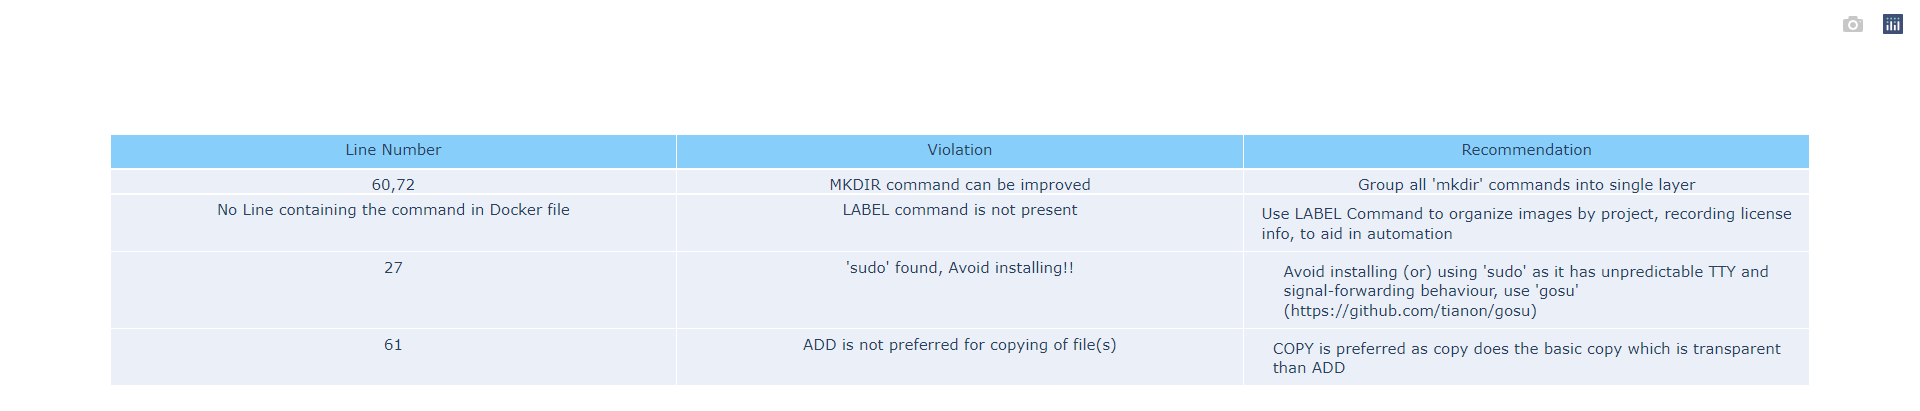 Line Number Violation Recommendation
60,72 MKDIR command can be improved Group all 'mkdir' commands into single layer
No Line containing the command in Docker file LABEL command is not present Use LABEL Command to organize images by project, recording license
info, to aid in automation
27 'sudo' found, Avoid installing!! Avoid installing (or) using 'sudo' as it has unpredictable TTY and
signal-forwarding behaviour, use 'gosu'
(https://github.com/tianon/gosu)
61 ADD is not preferred for copying of file(s) COPY is preferred as copy does the basic copy which is transparent
than ADD